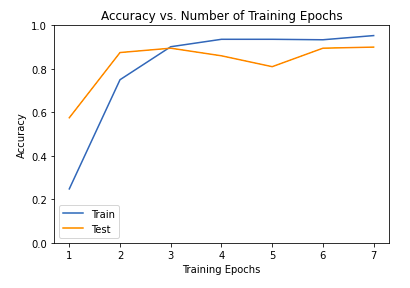 Accuracy vs. Number of Training Epochs
1.0
0.8
0.6
0.4
0.2
0.0
Accuracy
Train
Test
1 2 3 4 5 6 7
Training Epochs